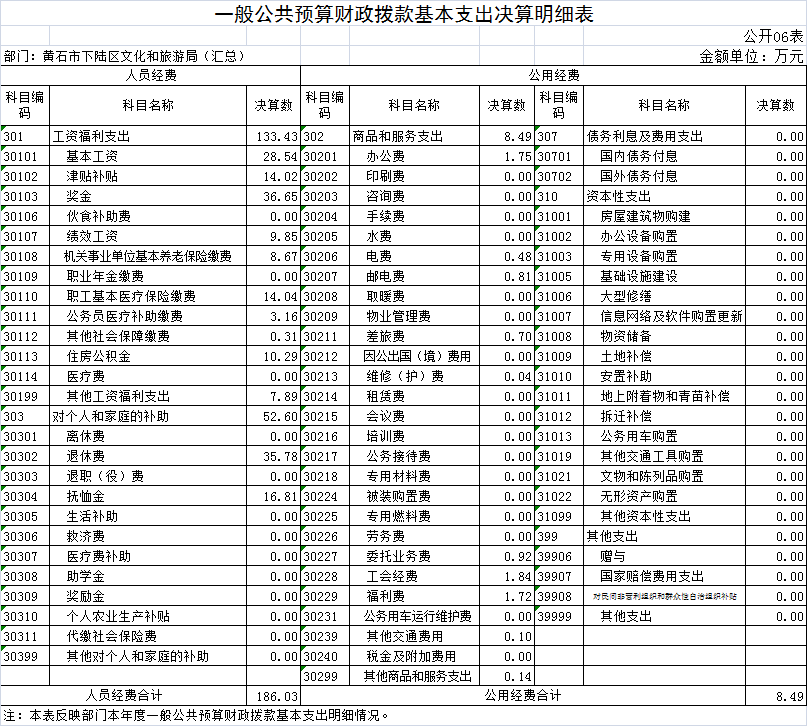 一般公共预算财政拨款基本支出决算明细表
公开06表
部门：黄石市下陆区文化和旅游局（汇总） 金额单位：万元
人员经费 公用经费
科目编码 科目名称 决算数 科目编码 科目名称 决算数 科目编码 科目名称 决算数
301 工资福利支出 133.43 302 商品和服务支出 8.49 307 债务利息及费用支出 0.00
30101 基本工资 28.54 30201 办公费 1.75 30701 国内债务付息 0.00
30102 津贴补贴 14.02 30202 印刷费 0.00 30702 国外债务付息 0.00
30103 奖金 36.65 30203 咨询费 0.00 310 资本性支出 0.00
30106 伙食补助费 0.00 30204 手续费 0.00 31001 房屋建筑物购建 0.00
30107 绩效工资 9.85 30205 水费 0.00 31002 办公设备购置 0.00
30108 机关事业单位基本养老保险缴费 8.67 30206 电费 0.48 31003 专用设备购置 0.00
30109 职业年金缴费 0.00 30207 邮电费 0.81 31005 基础设施建设 0.00
30110 职工基本医疗保险缴费 14.04 30208 取暖费 0.00 31006 大型修缮 0.00
30111 公务员医疗补助缴费 3.16 30209 物业管理费 0.00 31007 信息网络及软件购置更新 0.00
30112 其他社会保障缴费 0.31 30211 差旅费 0.70 31008 物资储备 0.00
30113 住房公积金 10.29 30212 因公出国（境）费用 0.00 31009 土地补偿 0.00
30114 医疗费 0.00 30213 维修（护）费 0.04 31010 安置补助 0.00
30199 其他工资福利支出 7.89 30214 租赁费 0.00 31011 地上附着物和青苗补偿 0.00
303 对个人和家庭的补助 52.60 30215 会议费 0.00 31012 拆迁补偿 0.00
30301 离休费 0.00 30216 培训费 0.00 31013 公务用车购置 0.00
30302 退休费 35.78 30217 公务接待费 0.00 31019 其他交通工具购置 0.00
30303 退职（役）费 0.00 30218 专用材料费 0.00 31021 文物和陈列品购置 0.00
30304 抚恤金 16.81 30224 被装购置费 0.00 31022 无形资产购置 0.00
30305 生活补助 0.00 30225 专用燃料费 0.00 31099 其他资本性支出 0.00
30306 救济费 0.00 30226 劳务费 0.00 399 其他支出 0.00
30307 医疗费补助 0.00 30227 委托业务费 0.92 39906 赠与 0.00
30308 助学金 0.00 30228 工会经费 1.84 39907 国家赔偿费用支出 0.00
30309 奖励金 0.00 30229 福利费 1.72 39908 对民间非营利组织和群众性自治组织补贴 0.00
30310 个人农业生产补贴 0.00 30231 公务用车运行维护费 0.00 39999 其他支出 0.00
30311 代缴社会保险费 0.00 30239 其他交通费用 0.10
30399 其他对个人和家庭的补助 0.00 30240 税金及附加费用 0.00
30299 其他商品和服务支出 0.14
人员经费合计 186.03 公用经费合计 8.49
注：本表反映部门本年度一般公共预算财政拨款基本支出明细情况。